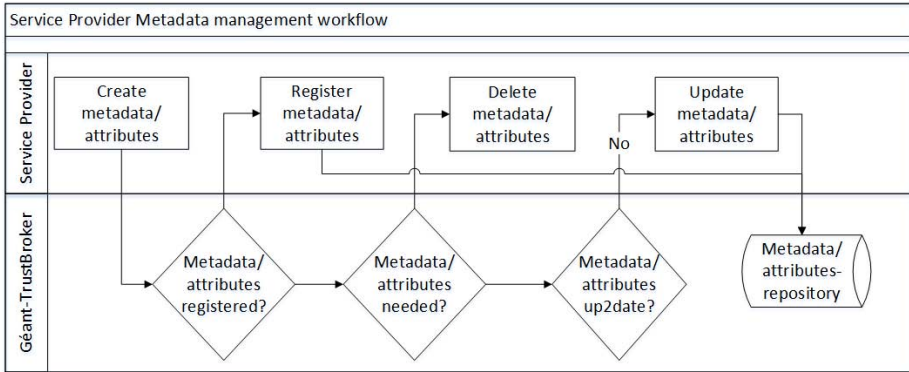 Service Provider Metadata management workflow
Service Provider
Create
metadata/
attributes
Register
metadata/
attributes
Delete
metadata/
attributes
Update
metadata/
attributes
No
Géant-TrustBroker
Metadata/
attributes
registered?
Metadata/
attributes
needed?
Metadata/
attributes
up2date?
Metadata/
attributes-
repository